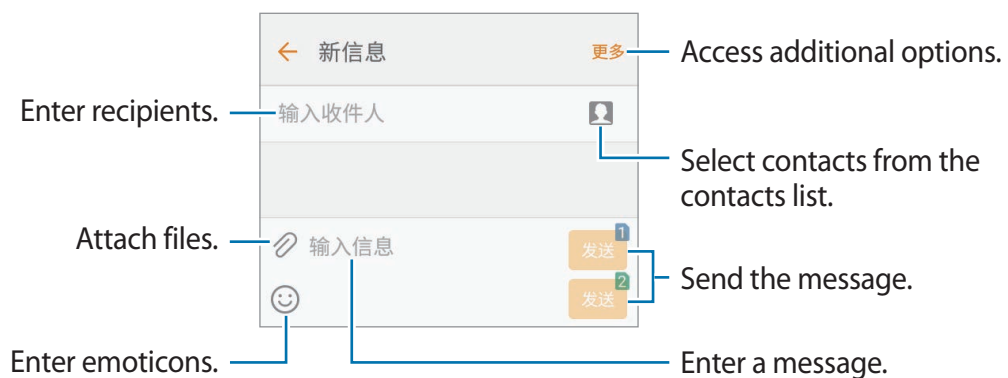 新信息
更多
Access additional options.
Enter recipients.
输入收件人
Select contacts from the
contacts list.
Attach files.
输入信息
发送
1
Send the message.
发送
2
Enter emoticons.
Enter a message.